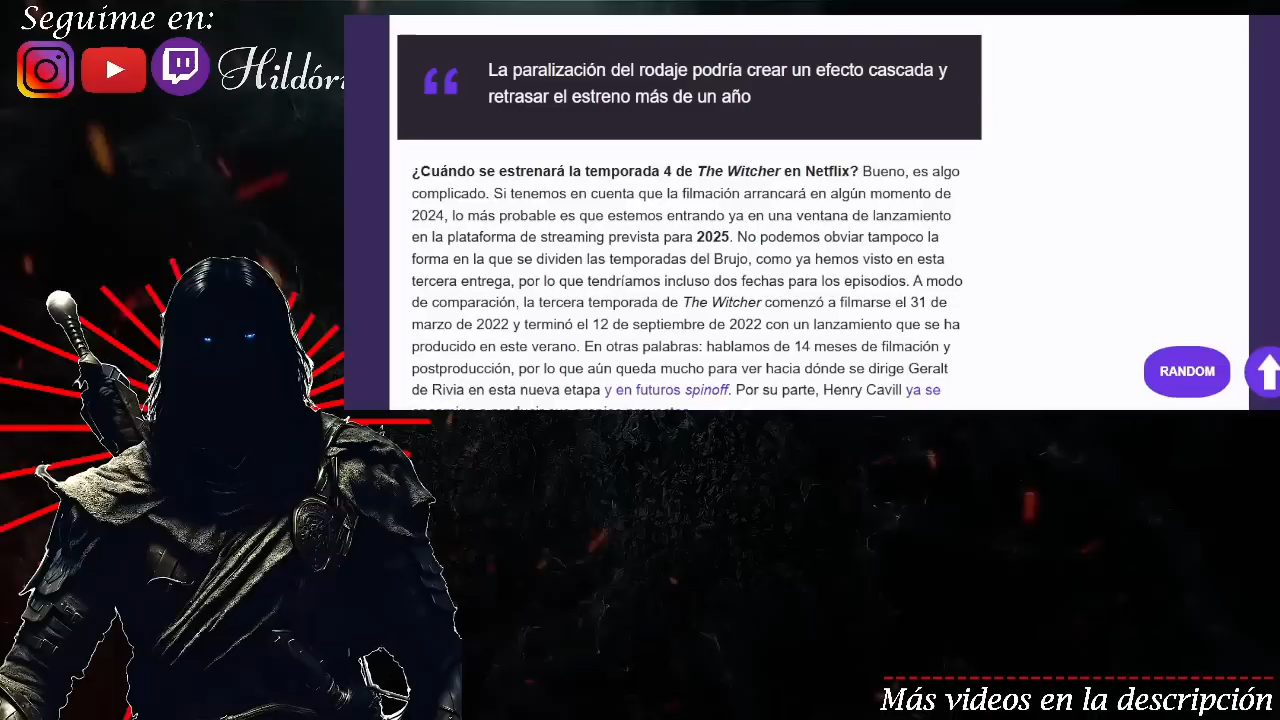 Seguíme en:
Hildór
La paralización del rodaje podría crear un efecto cascada y
retrasar el estreno más de un año
¿Cuándo se estrenará la temporada 4 de The Witcher en Netflix? Bueno, es algo
complicado. Si tenemos en cuenta que la filmación arrancará en algún momento de
2024, lo más probable es que estemos entrando ya en una ventana de lanzamiento
en la plataforma de streaming prevista para 2025. No podemos obviar tampoco la
forma en la que se dividen las temporadas del Brujo, como ya hemos visto en esta
tercera entrega, por lo que tendríamos incluso dos fechas para los episodios. A modo
de comparación, la tercera temporada de The Witcher comenzó a filmarse el 31 de
marzo de 2022 y terminó el 12 de septiembre de 2022 con un lanzamiento que se ha
producido en este verano. En otras palabras: hablamos de 14 meses de filmación y
postproducción, por lo que aún queda mucho para ver hacia dónde se dirige Geralt
de Rivia en esta nueva etapa y en futuros spinoff. Por su parte, Henry Cavill ya se
RANDOM
Más videos en la descripción